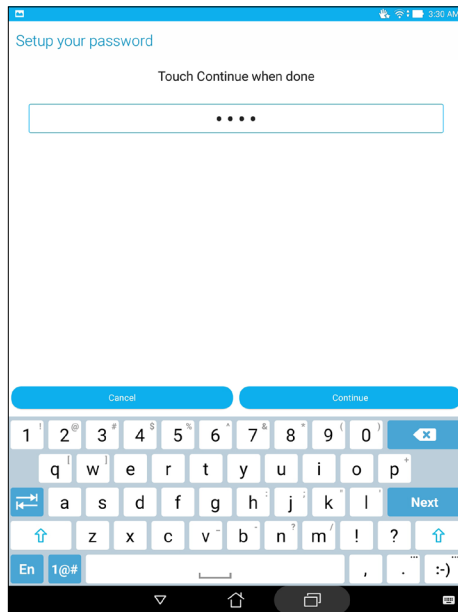 3:30 AM
Setup your password
Touch Continue when done
••••
Cancel
Continue
1 ! 2 @ 3 # 4 $ 5 % 6 ^ 7 & 8 * 9 ( 0 )
q [ w ] e r t y u i o p +
a s d f g h : j ; k " l ' Next
z x c v - b - n ? m / ! ?
En 1@# , . ... :-) ...